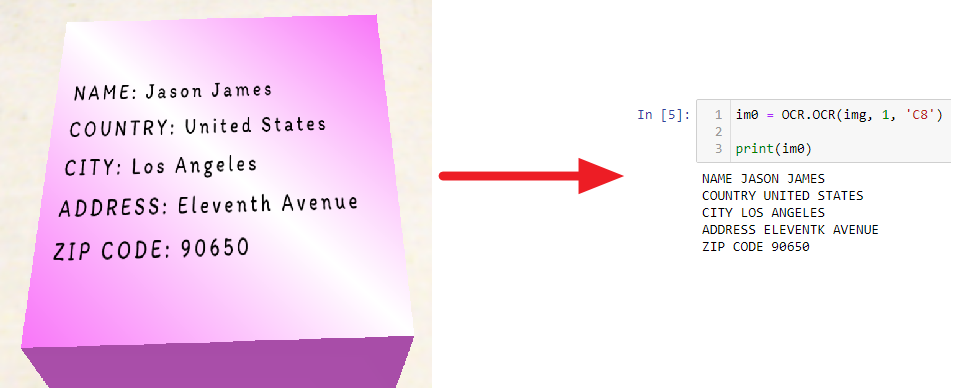 NAME: Jason James
COUNTRY: United States
CITY: Los Angeles
ADDRESS: Eleventh Avenue
ZIP CODE: 90650
In [5]:
1 im0 = OCR.OCR(img, 1, 'C8')
2
3 print(im0)
NAME JASON JAMES
COUNTRY UNITED STATES
CITY LOS ANGELES
ADDRESS ELEVENTK AVENUE
ZIP CODE 90650